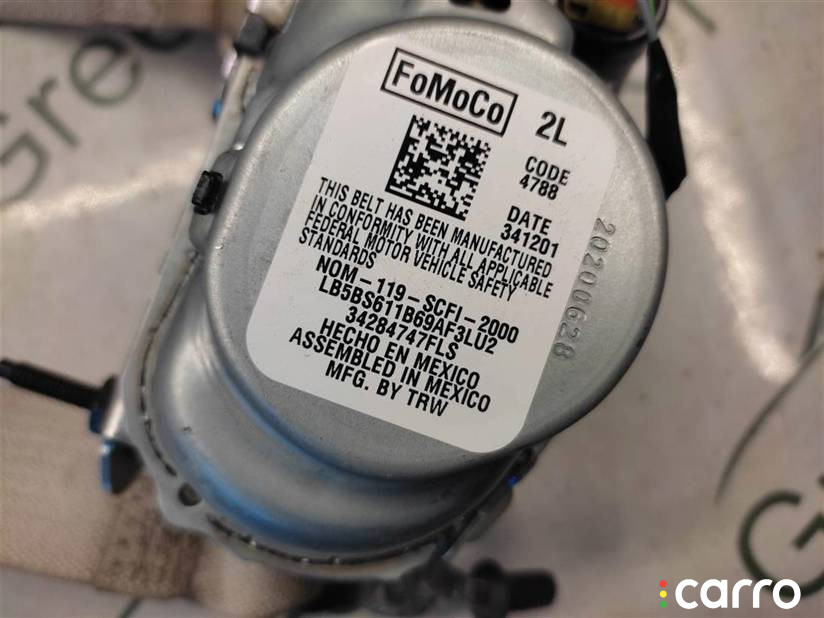 FoMoCo
2L
CODE
4788
DATE
341201
THIS BELT HAS BEEN MANUFACTURED
IN CONFORMITY WITH ALL APPLICABLE
FEDERAL MOTOR VEHICLE SAFETY
STANDARDS
NOM-119-SCFI-2000
LB5BS611B69AF3LU2
34284747FLS
HECHO EN MEXICO
ASSEMBLED IN MEXICO
MFG. BY TRW
20200628
Gree
Gr
carro